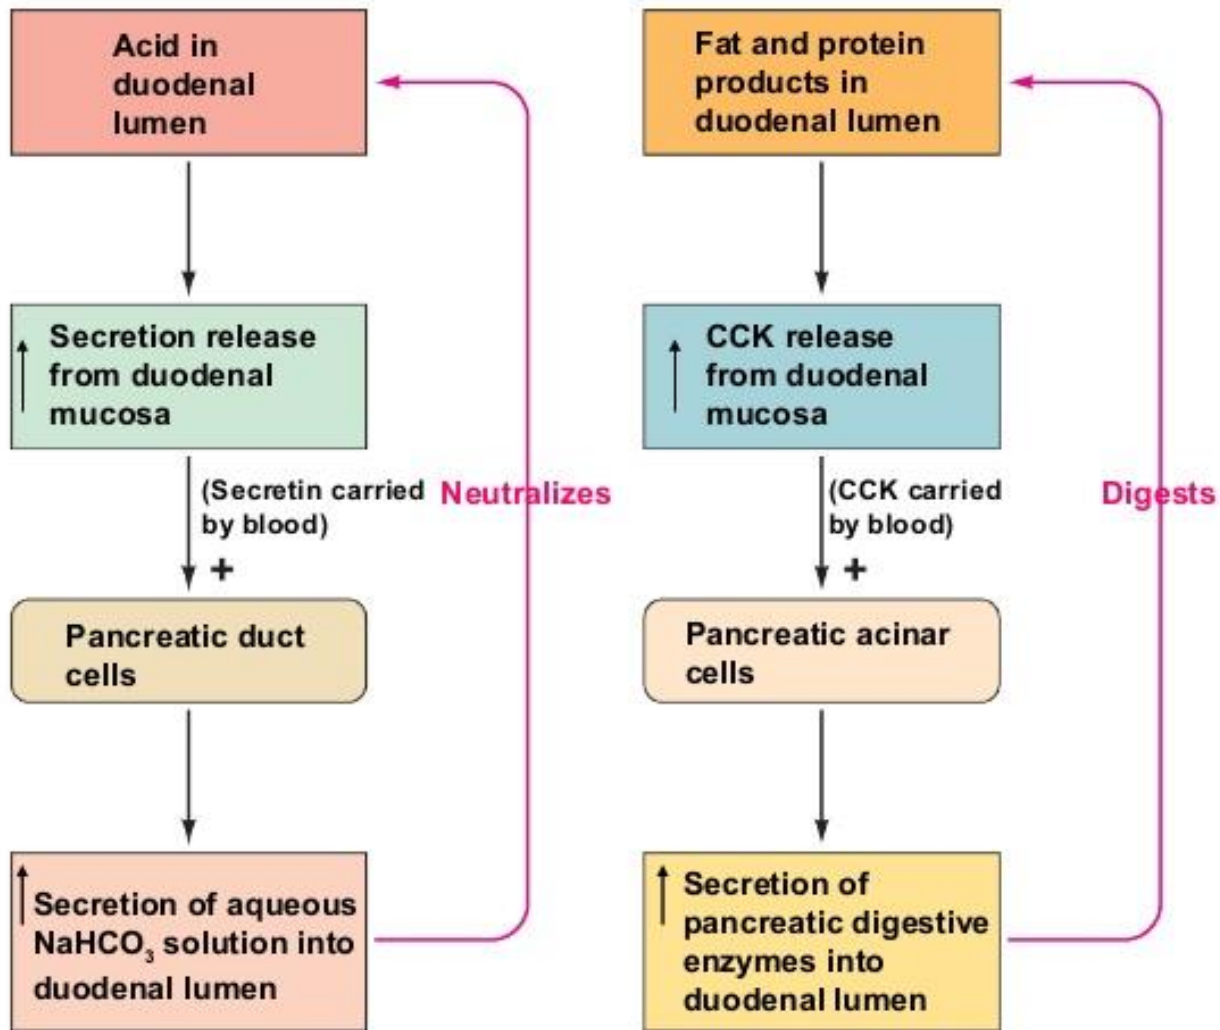 Acid in
duodenal
lumen
Secretion release
from duodenal
mucosa
(Secretin carried
by blood)
+
Neutralizes
Pancreatic duct
cells
Secretion of aqueous
NaHCO₃ solution into
duodenal lumen
Fat and protein
products in
duodenal lumen
CCK release
from duodenal
mucosa
(CCK carried
by blood)
+
Digests
Pancreatic acinar
cells
Secretion of
pancreatic digestive
enzymes into
duodenal lumen